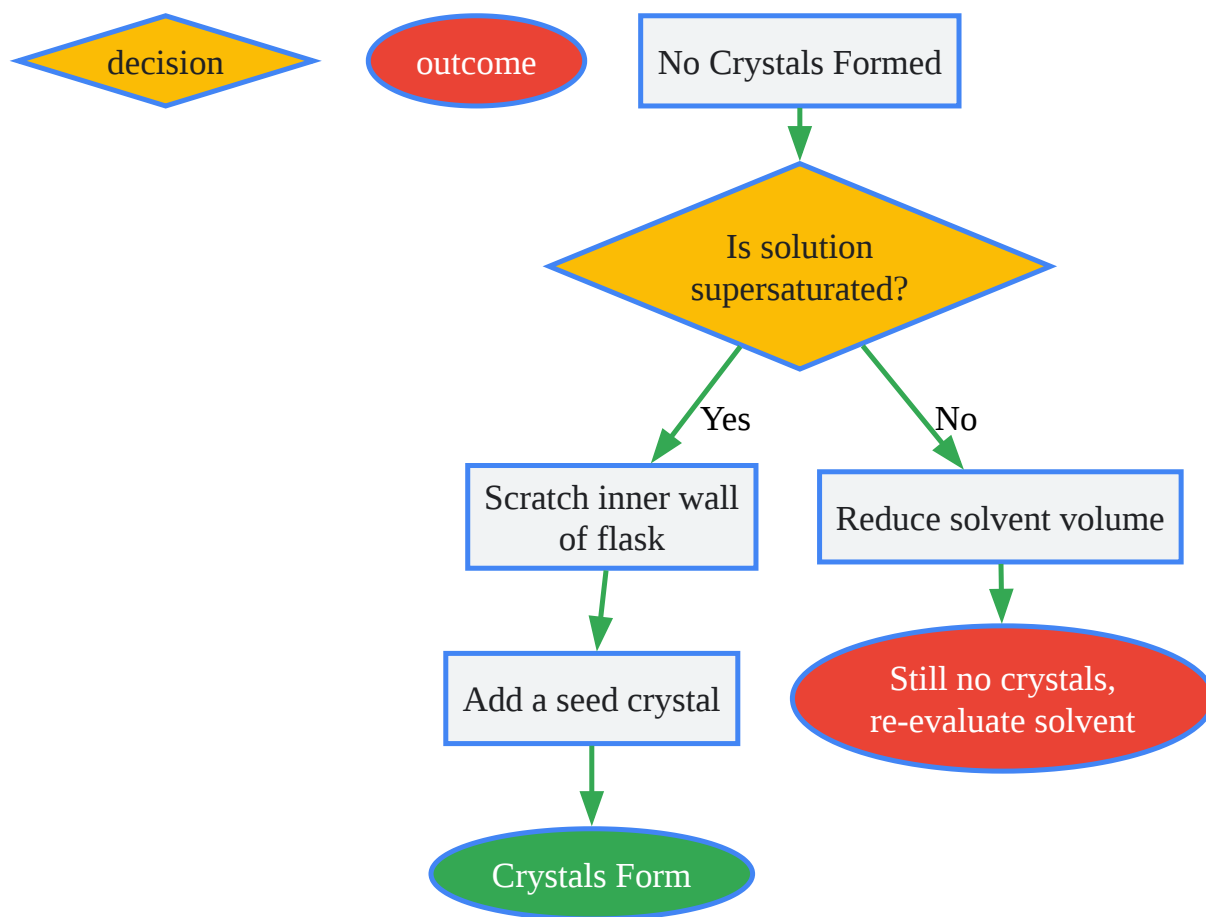 decision
outcome
No Crystals Formed
Is solution
supersaturated?
Yes
No
Scratch inner wall
of flask
Reduce solvent volume
Add a seed crystal
Still no crystals,
re-evaluate solvent
Crystals Form